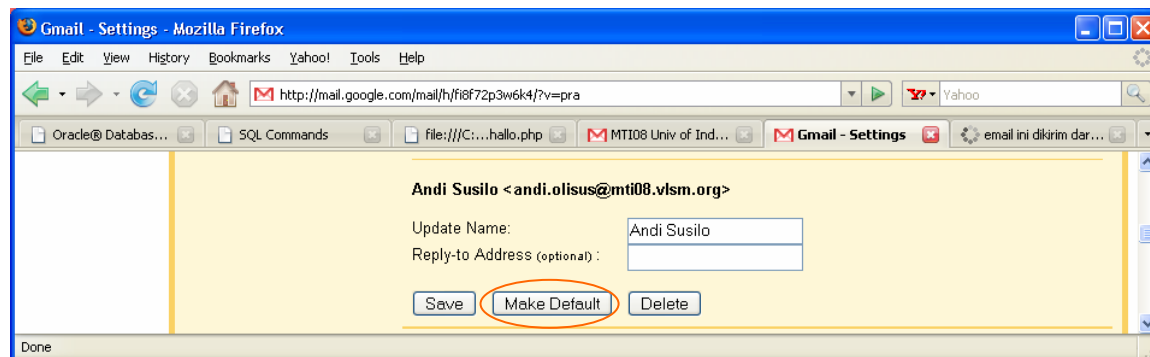 Gmail - Settings - Mozilla Firefox
File Edit View History Bookmarks Yahoo! Tools Help
http://mail.google.com/mail/h/fi8f72p3w6k4/?v=pra Yahoo
Oracle® Databas... SQL Commands file:///C:...hallo.php MTI08 Univ of Ind... Gmail - Settings email ini dikirim dar...
Andi Susilo <andi.olisus@mti08.vlsm.org>
Update Name: Andi Susilo
Reply-to Address (optional) :
Save Make Default Delete
Done